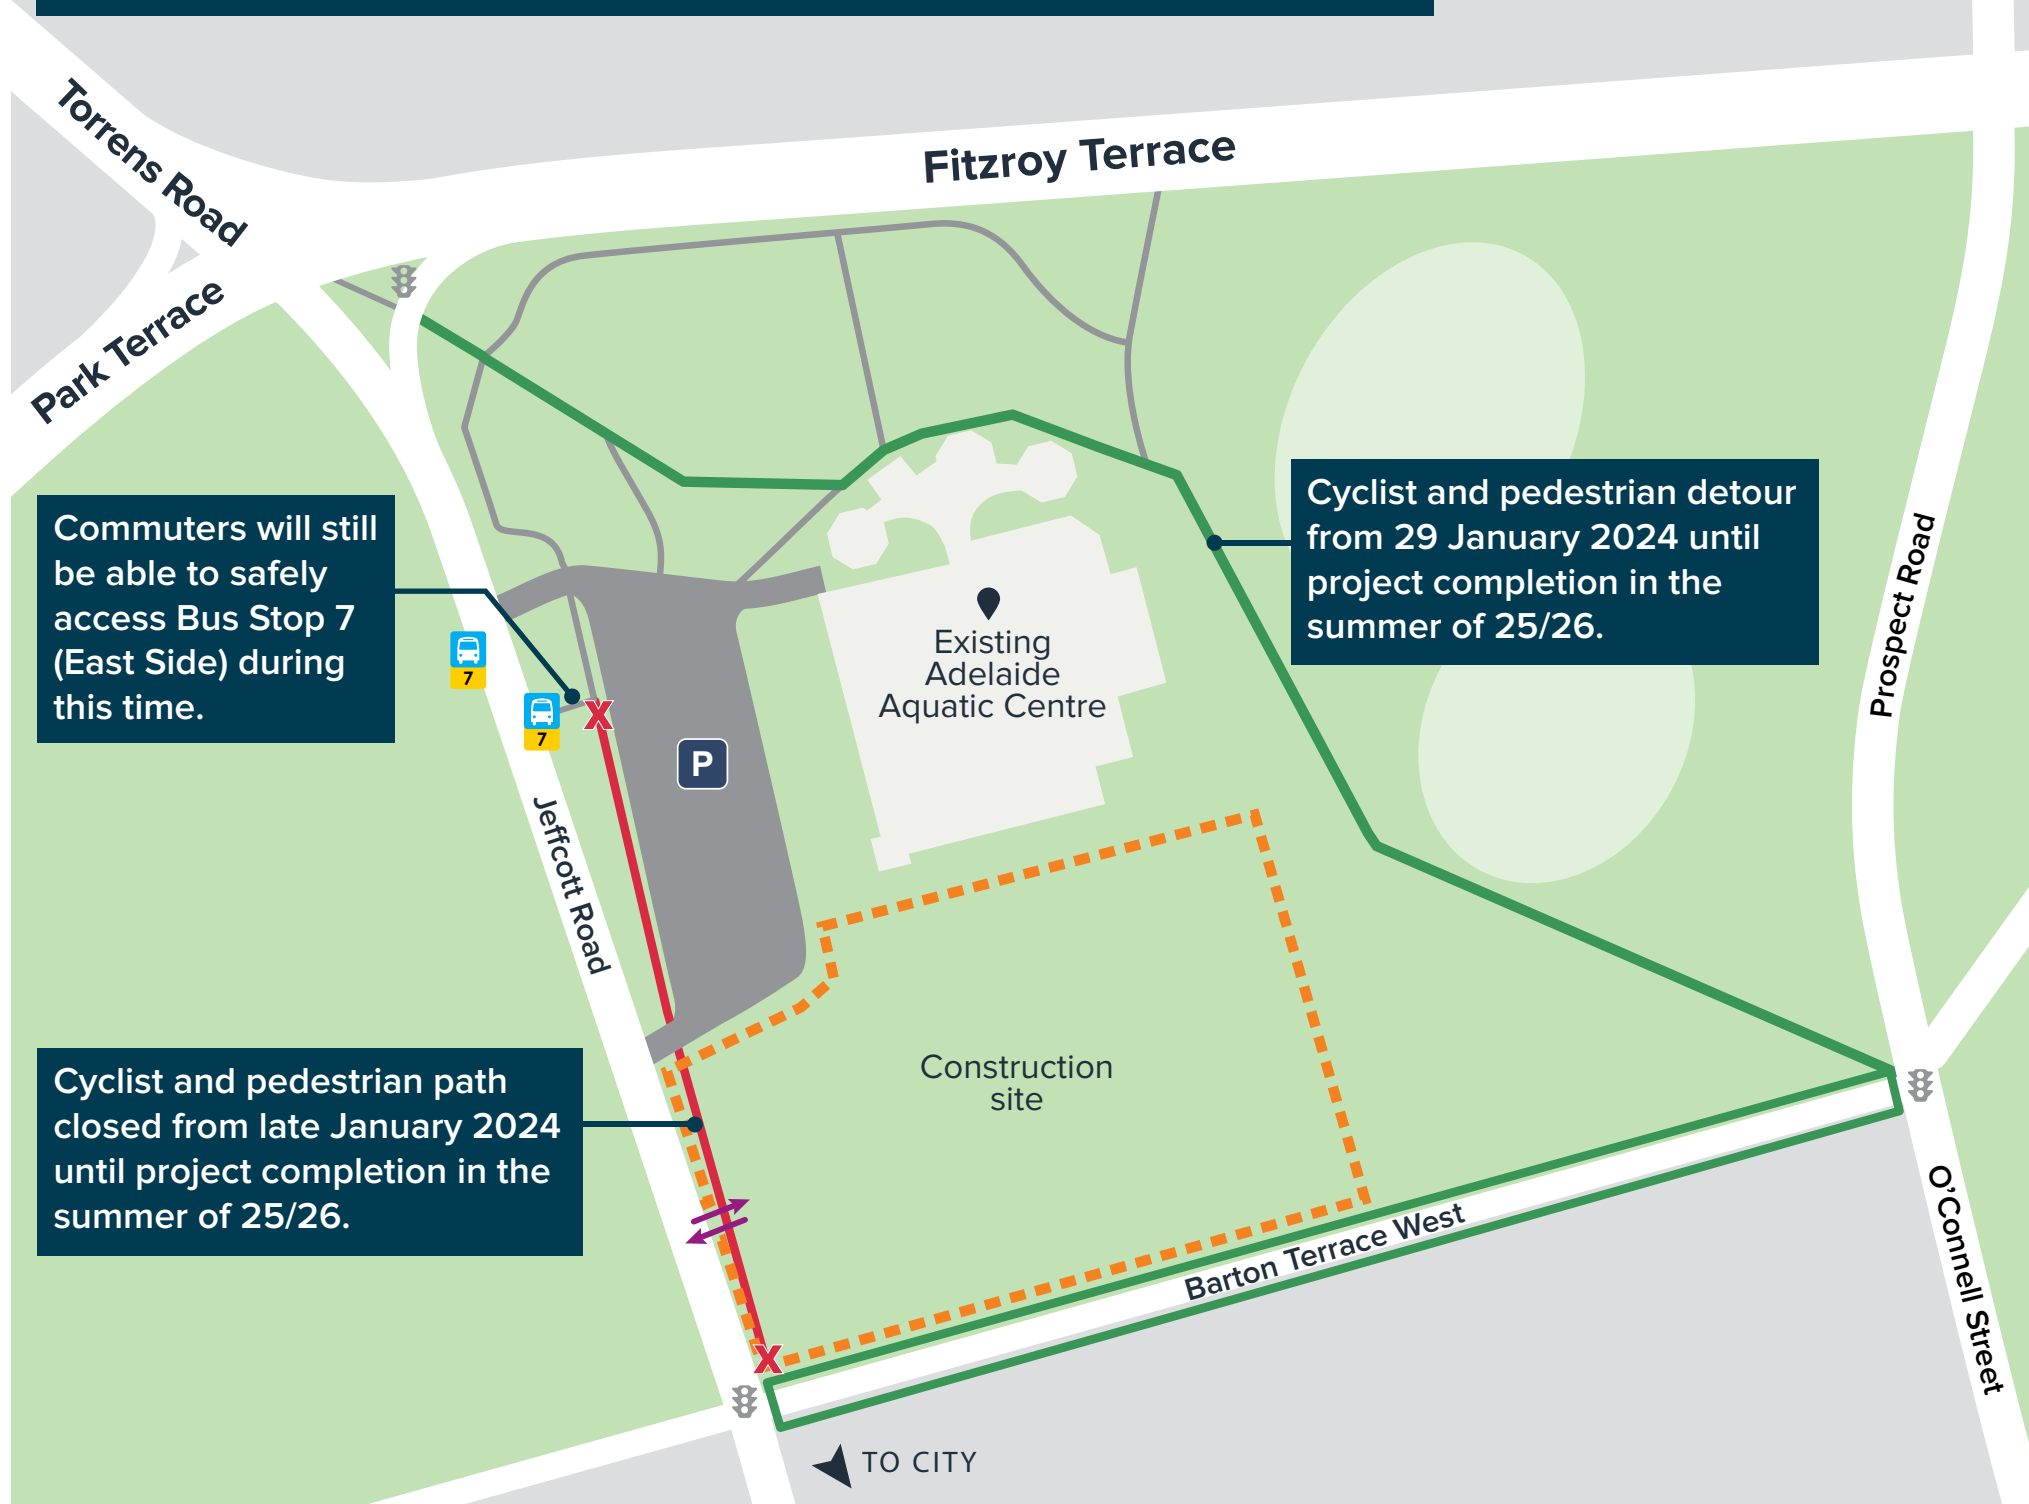 Torrens Road
Fitzroy Terrace
Park Terrace
Commuters will still
be able to safely
access Bus Stop 7
(East Side) during
this time.
Cyclist and pedestrian detour
from 29 January 2024 until
project completion in the
summer of 25/26.
Prospect Road
Existing
Adelaide
Aquatic Centre
7
7
P
Jeffcott Road
Cyclist and pedestrian path
closed from late January 2024
until project completion in the
summer of 25/26.
Construction
site
X
X
Barton Terrace West
O'Connell Street
TO CITY